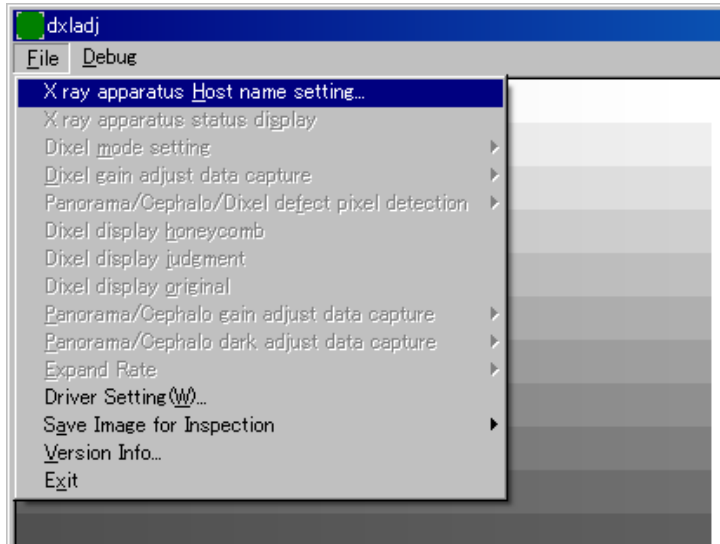 dxladj
File Debug
X ray apparatus Host name setting...
X ray apparatus status display
Dixel mode setting
Dixel gain adjust data capture
Panorama/Cephalo/Dixel defect pixel detection
Dixel display honeycomb
Dixel display judgment
Dixel display original
Panorama/Cephalo gain adjust data capture
Panorama/Cephalo dark adjust data capture
Expand Rate
Driver Setting(W)...
Save Image for Inspection
Version Info...
Exit